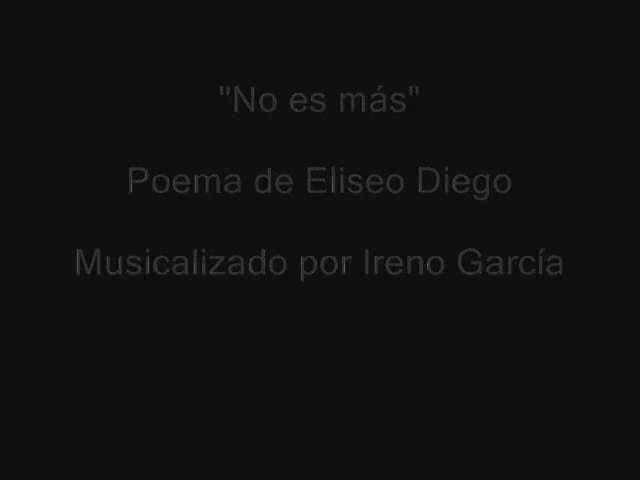 "No es más"
Poema de Eliseo Diego
Musicalizado por Ireno García